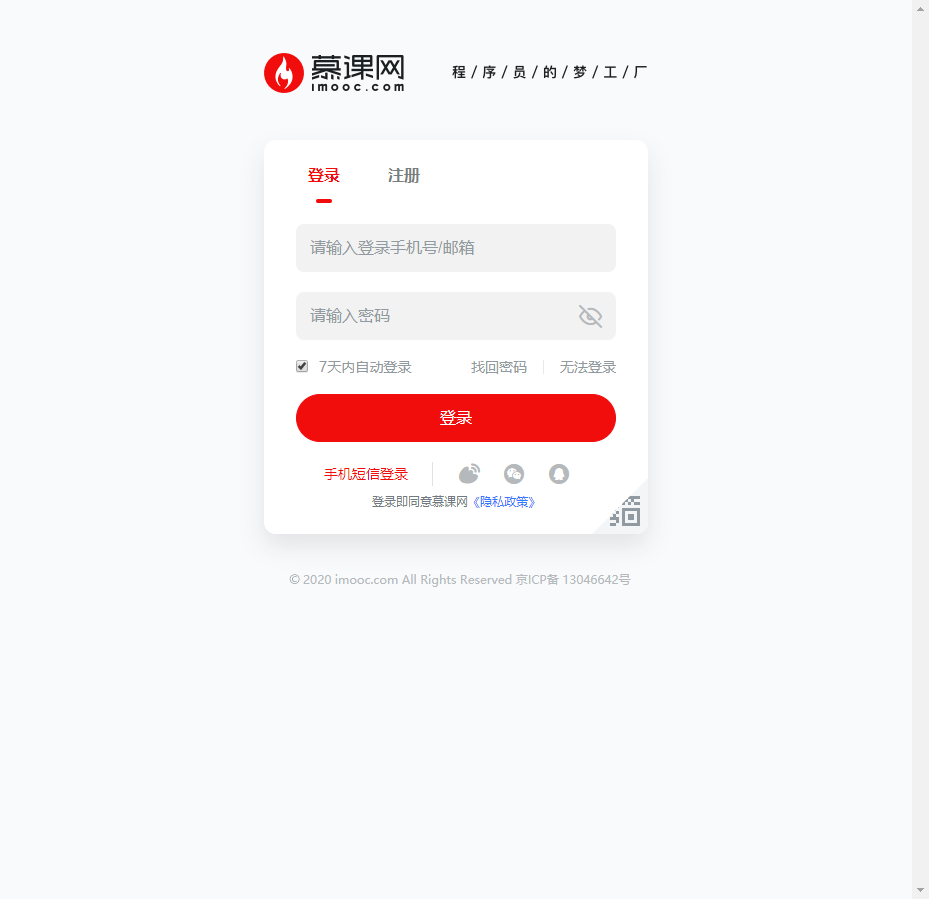 慕课网
imooc.com
程/序/员/的/梦/工/厂
登录 注册
请输入登录手机号/邮箱
请输入密码
7天内自动登录 找回密码 无法登录
登录
手机短信登录
登录即同意慕课网《隐私政策》
© 2020 imooc.com All Rights Reserved 京ICP备 13046642号